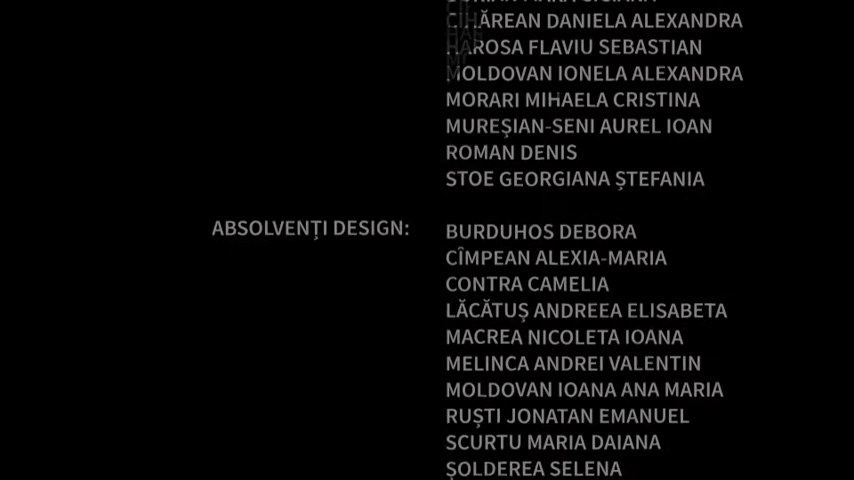 CIHĂREAN DANIELA ALEXANDRA
HAROSA FLAVIU SEBASTIAN
MOLDOVAN IONELA ALEXANDRA
MORARI MIHAELA CRISTINA
MUREȘIAN-SENI AUREL IOAN
ROMAN DENIS
STOE GEORGIANA ȘTEFANIA
ABSOLVENȚI DESIGN: BURDUHOS DEBORA
CÎMPEAN ALEXIA-MARIA
CONTRA CAMELIA
LĂCĂTUȘ ANDREEA ELISABETA
MACREA NICOLETA IOANA
MELINCA ANDREI VALENTIN
MOLDOVAN IOANA ANA MARIA
RUȘTI JONATAN EMANUEL
SCURTU MARIA DAIANA
ȘOLDEREA SELENA